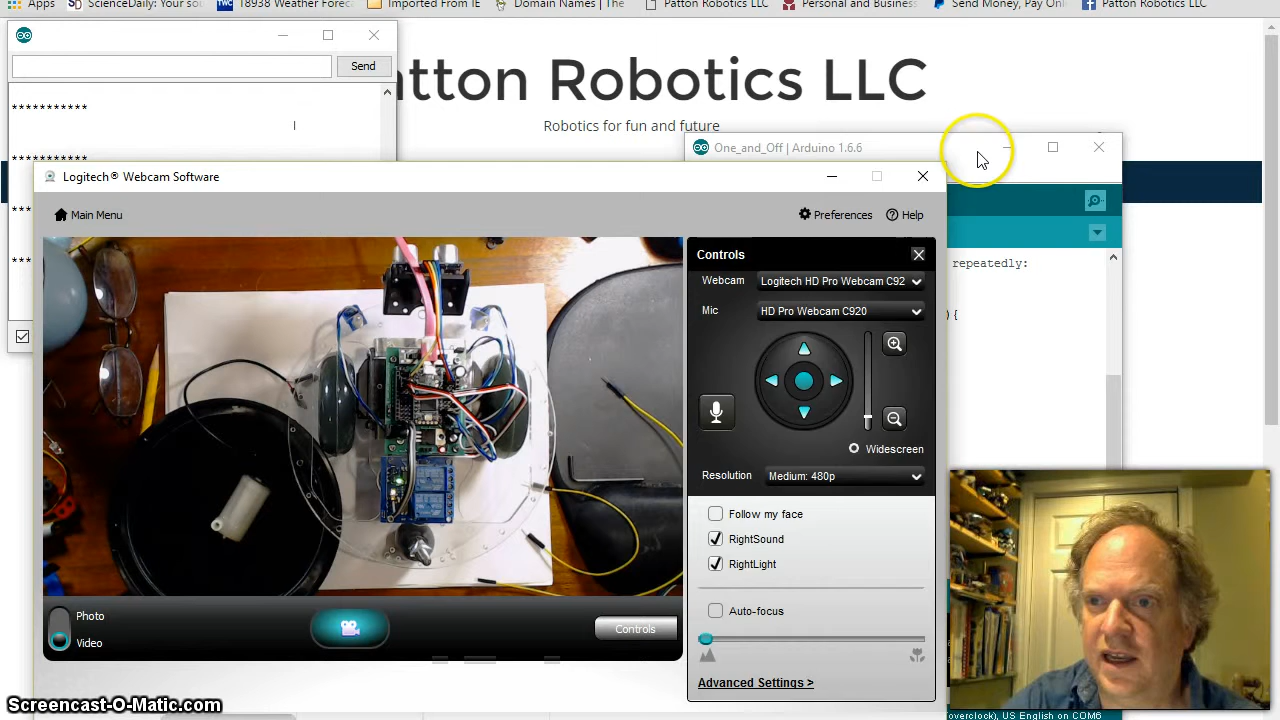 Apps
ScienceDaily: Your so
18938 Weather Foreca
Imported From IE
Domain Names | The
Patton Robotics LLC
Personal and Business
Send Money, Pay Onl
Patton Robotics LLC
Send
***********
***********
tton Robotics LLC
Robotics for fun and future
One_and_Off | Arduino 1.6.6
repeatedly:
){
Logitech® Webcam Software
Main Menu
Preferences
Help
Controls
Webcam
Logitech HD Pro Webcam C92
Mic
HD Pro Webcam C920
Widescreen
Resolution
Medium: 480p
Follow my face
RightSound
RightLight
Auto-focus
Advanced Settings >
Photo
Video
Controls
Screencast-O-Matic.com
overclock), US English on COM6